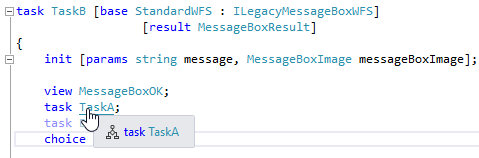 task TaskB [base StandardWFS : ILegacyMessageBoxWFS]
[result MessageBoxResult]
{
init [params string message, MessageBoxImage messageBoxImage];
view MessageBoxOK;
task TaskA;
task
choice
task TaskA